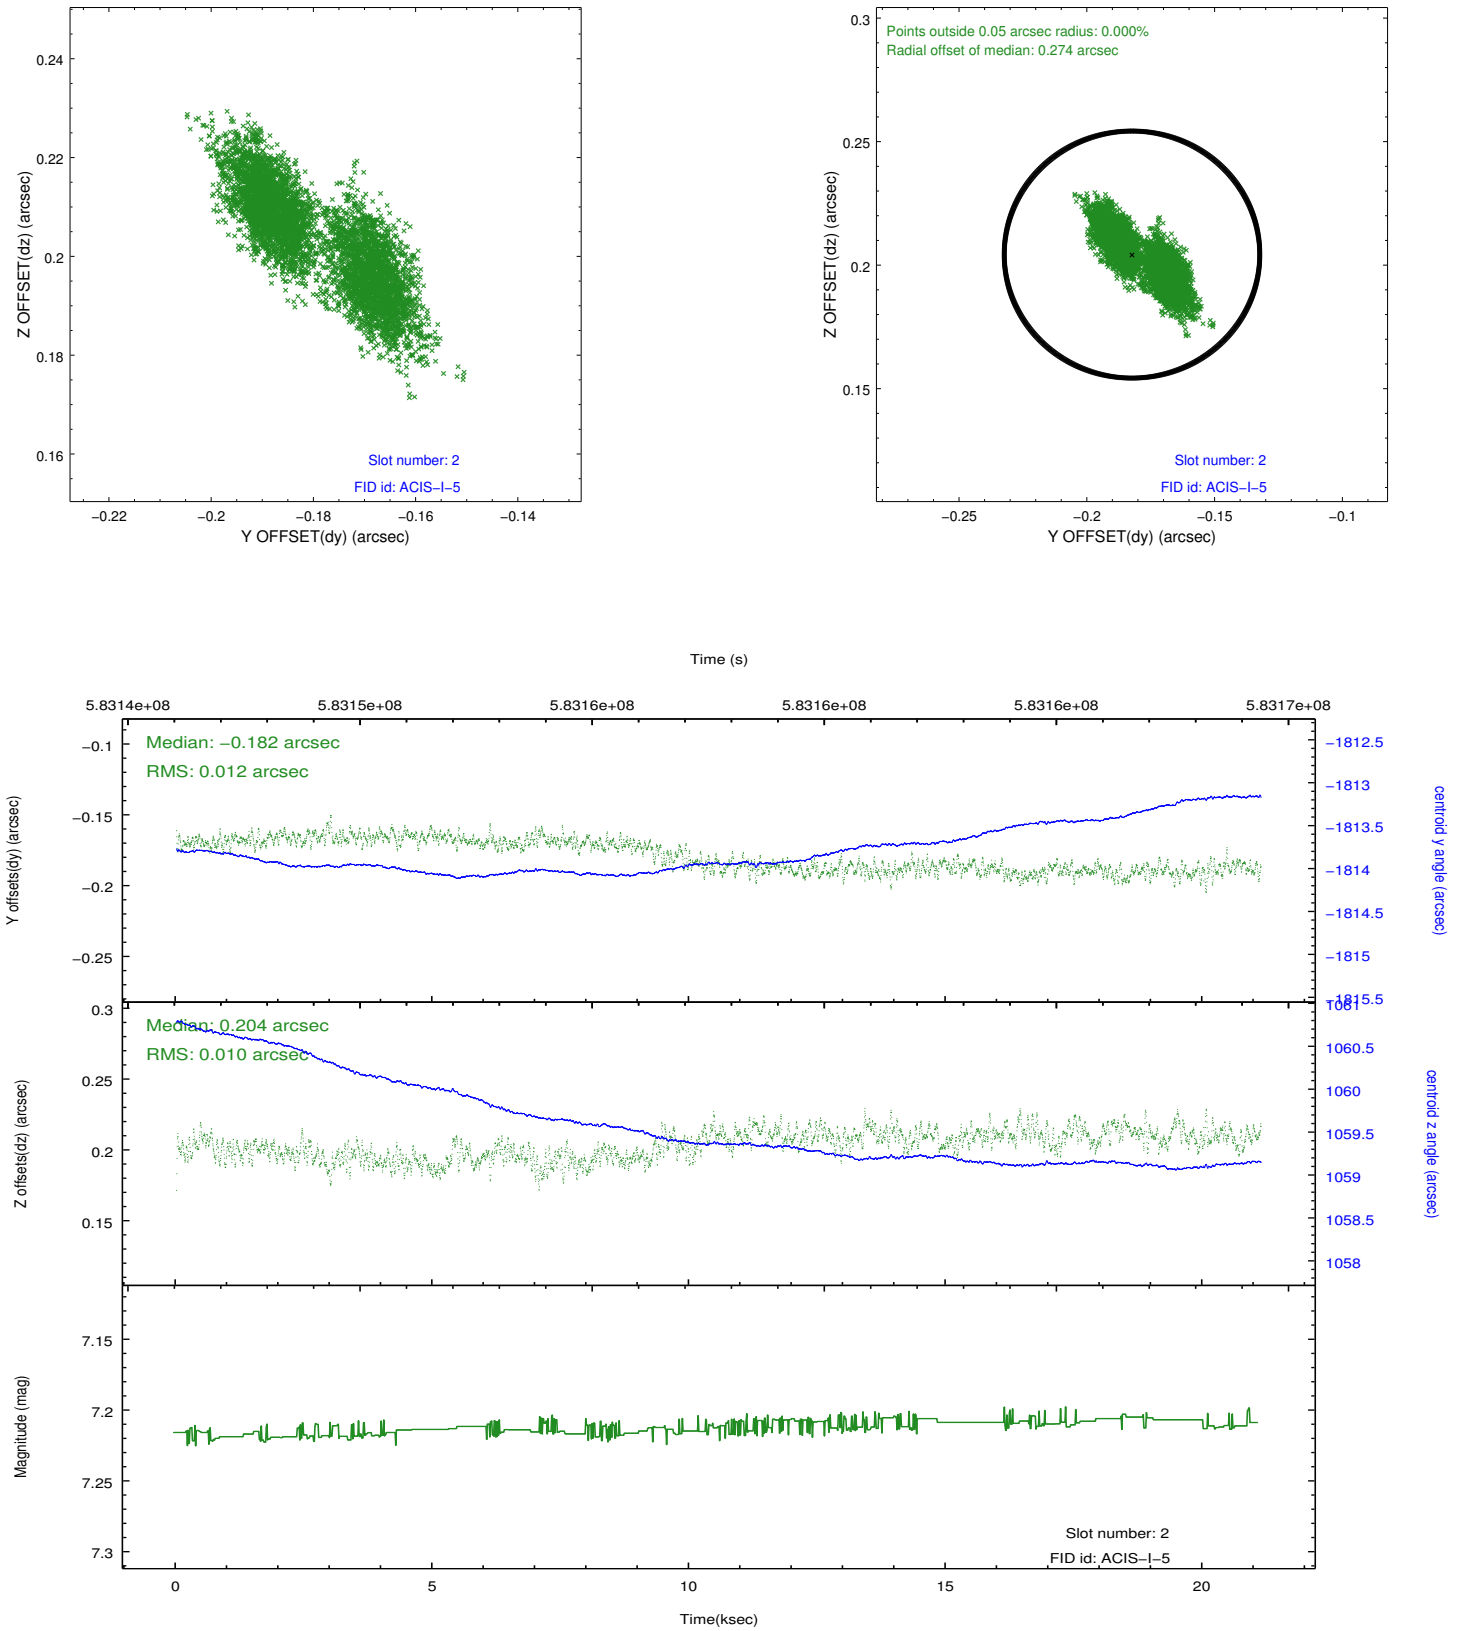 0.24
0.22
0.2
0.18
0.16
Z OFFSET(dz) (arcsec)
Slot number: 2
FID id: ACIS−I−5
−0.22 −0.2 −0.18 −0.16 −0.14
Y OFFSET(dy) (arcsec)
Points outside 0.05 arcsec radius: 0.000%
Radial offset of median: 0.274 arcsec
0.3
0.25
0.2
0.15
Z OFFSET(dz) (arcsec)
Slot number: 2
FID id: ACIS−I−5
−0.25 −0.2 −0.15 −0.1
Y OFFSET(dy) (arcsec)
Time (s)
5.8314e+08 5.8315e+08 5.8316e+08 5.8316e+08 5.8316e+08 5.8317e+08
Median: −0.182 arcsec
RMS: 0.012 arcsec
−0.1
−0.15
−0.2
−0.25
Y offsets(dy) (arcsec)
−1812.5
−1813
−1813.5
−1814
−1814.5
−1815
−1815.5
centroid y angle (arcsec)
Median: 0.204 arcsec
RMS: 0.010 arcsec
0.3
0.25
0.2
0.15
Z offsets(dz) (arcsec)
1061
1060.5
1060
1059.5
1059
1058.5
1058
centroid z angle (arcsec)
7.15
7.2
7.25
7.3
Magnitude (mag)
Slot number: 2
FID id: ACIS−I−5
0 5 10 15 20
Time(ksec)